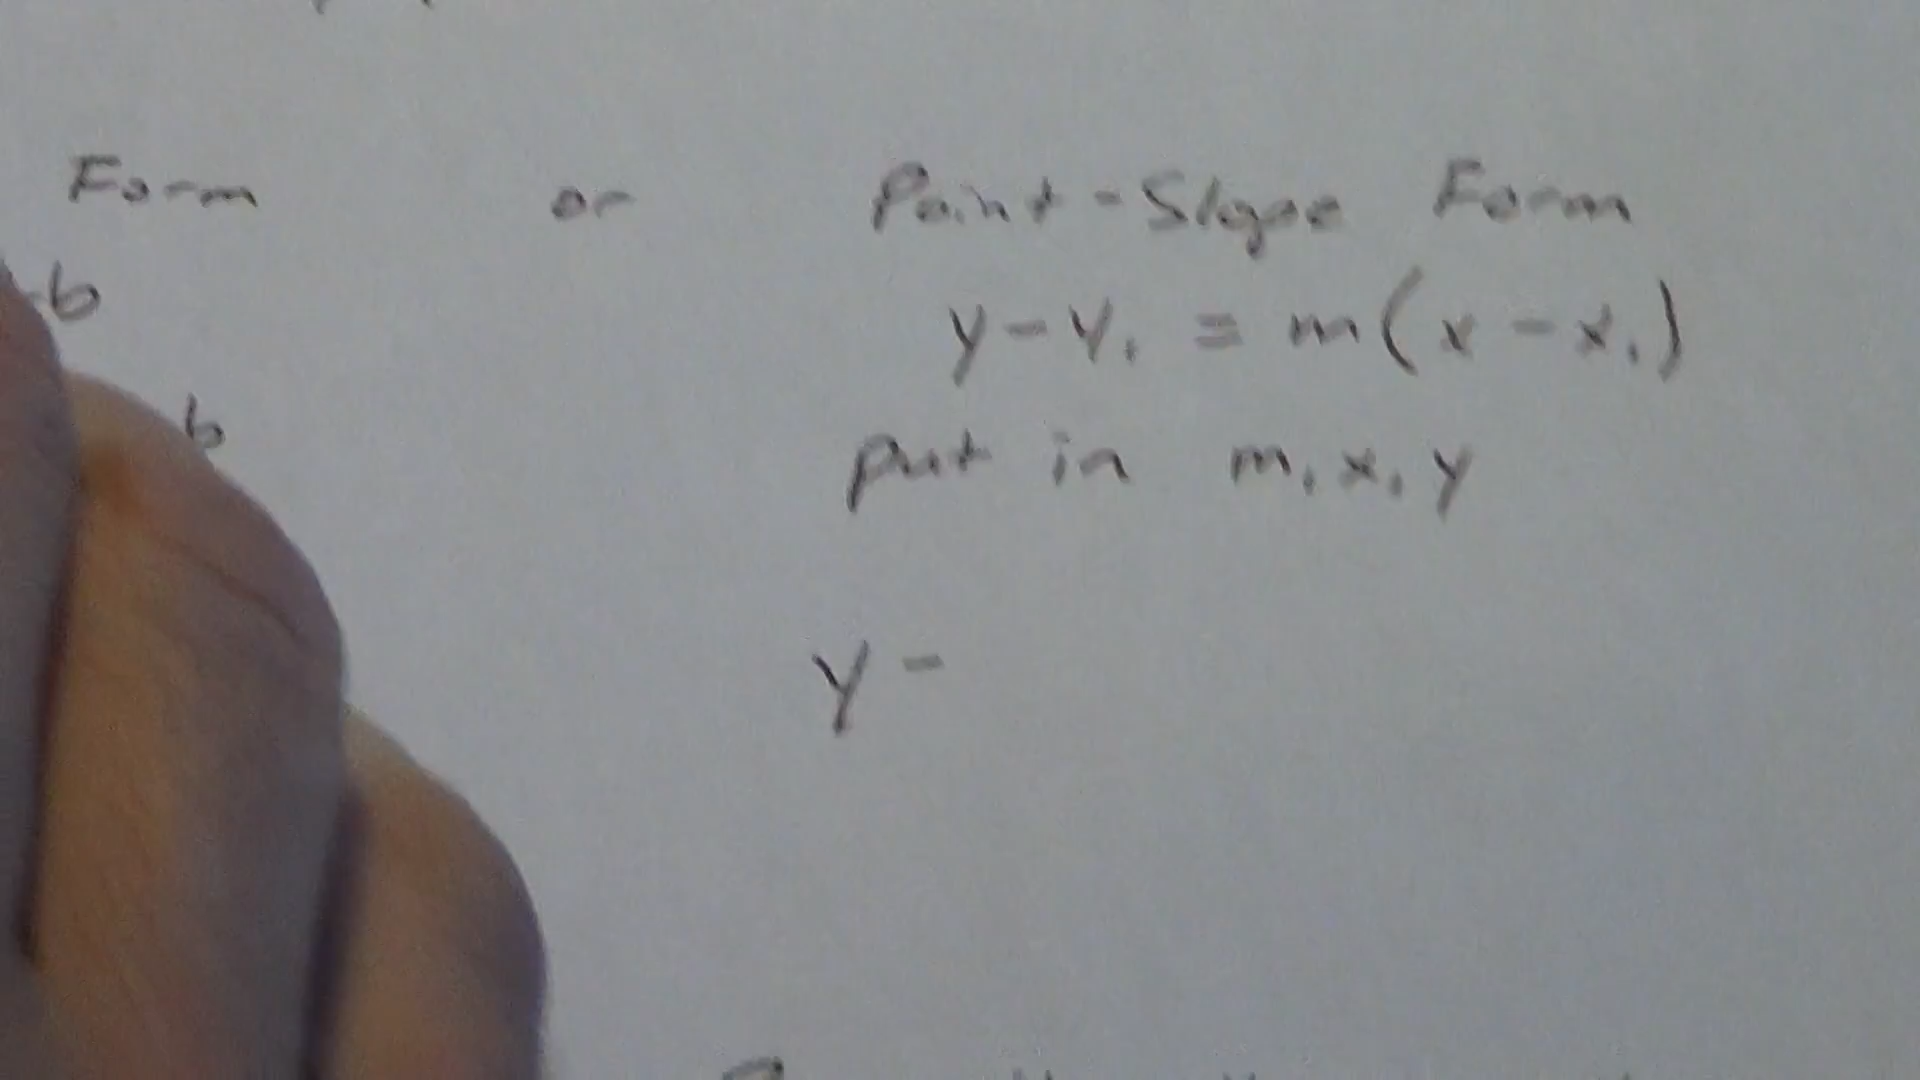 Form or Point-Slope Form
b
y-y₁ = m(x-x₁)
b
put in m, x, y
y -